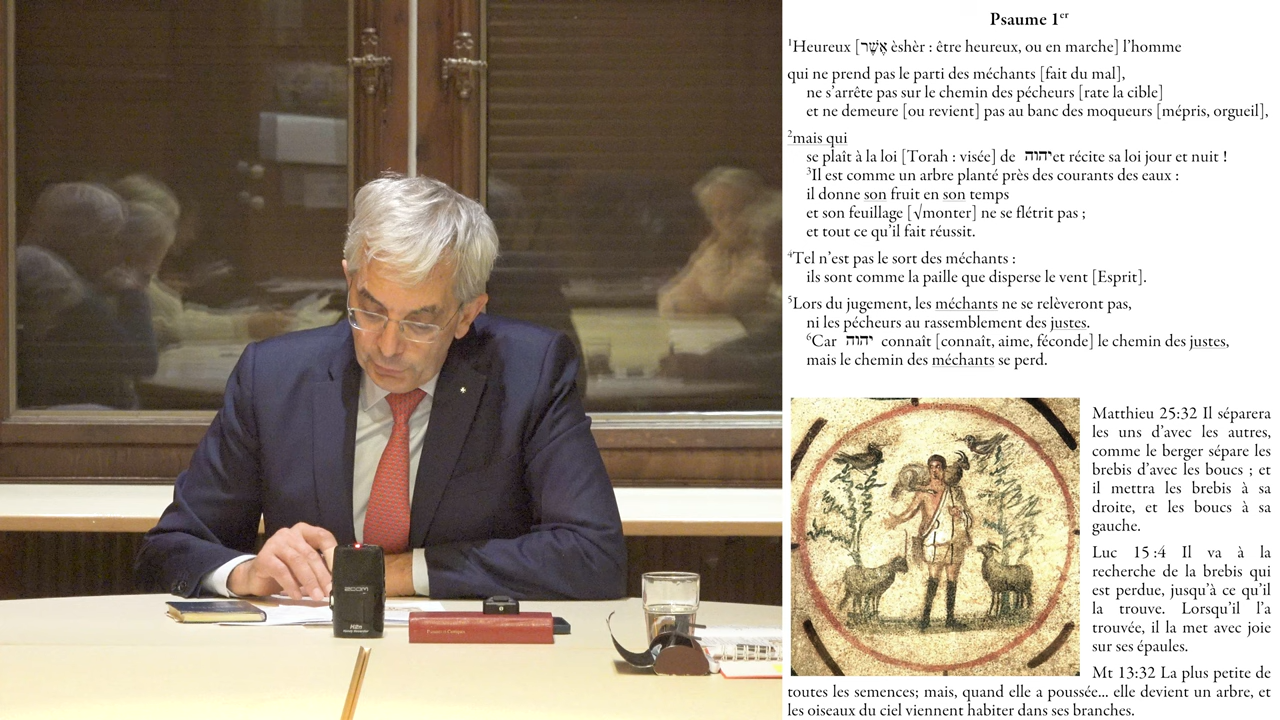 Psaume 1er
1Heureux [אֶשֶׁר èshèr : être heureux, ou en marche] l’homme
qui ne prend pas le parti des méchants [fait du mal],
ne s’arrête pas sur le chemin des pécheurs [rate la cible]
et ne demeure [ou revient] pas au banc des moqueurs [mépris, orgueil],
2mais qui
se plaît à la loi [Torah : visée] de יהוה et récite sa loi jour et nuit !
3Il est comme un arbre planté près des courants des eaux :
il donne son fruit en son temps
et son feuillage [√monter] ne se flétrit pas ;
et tout ce qu’il fait réussit.
4Tel n’est pas le sort des méchants :
ils sont comme la paille que disperse le vent [Esprit].
5Lors du jugement, les méchants ne se relèveront pas,
ni les pécheurs au rassemblement des justes.
6Car יהוה connaît [connaît, aime, féconde] le chemin des justes,
mais le chemin des méchants se perd.
Matthieu 25:32 Il séparera
les uns d’avec les autres,
comme le berger sépare les
brebis d’avec les boucs ; et
il mettra les brebis à sa
droite, et les boucs à sa
gauche.
Luc 15:4 Il va à la
recherche de la brebis qui
est perdue, jusqu’à ce qu’il
la trouve. Lorsqu’il l’a
trouvée, il la met avec joie
sur ses épaules.
Mt 13:32 La plus petite de
toutes les semences; mais, quand elle a poussée... elle devient un arbre, et
les oiseaux du ciel viennent habiter dans ses branches.
zoom
H2n
Handy Recorder